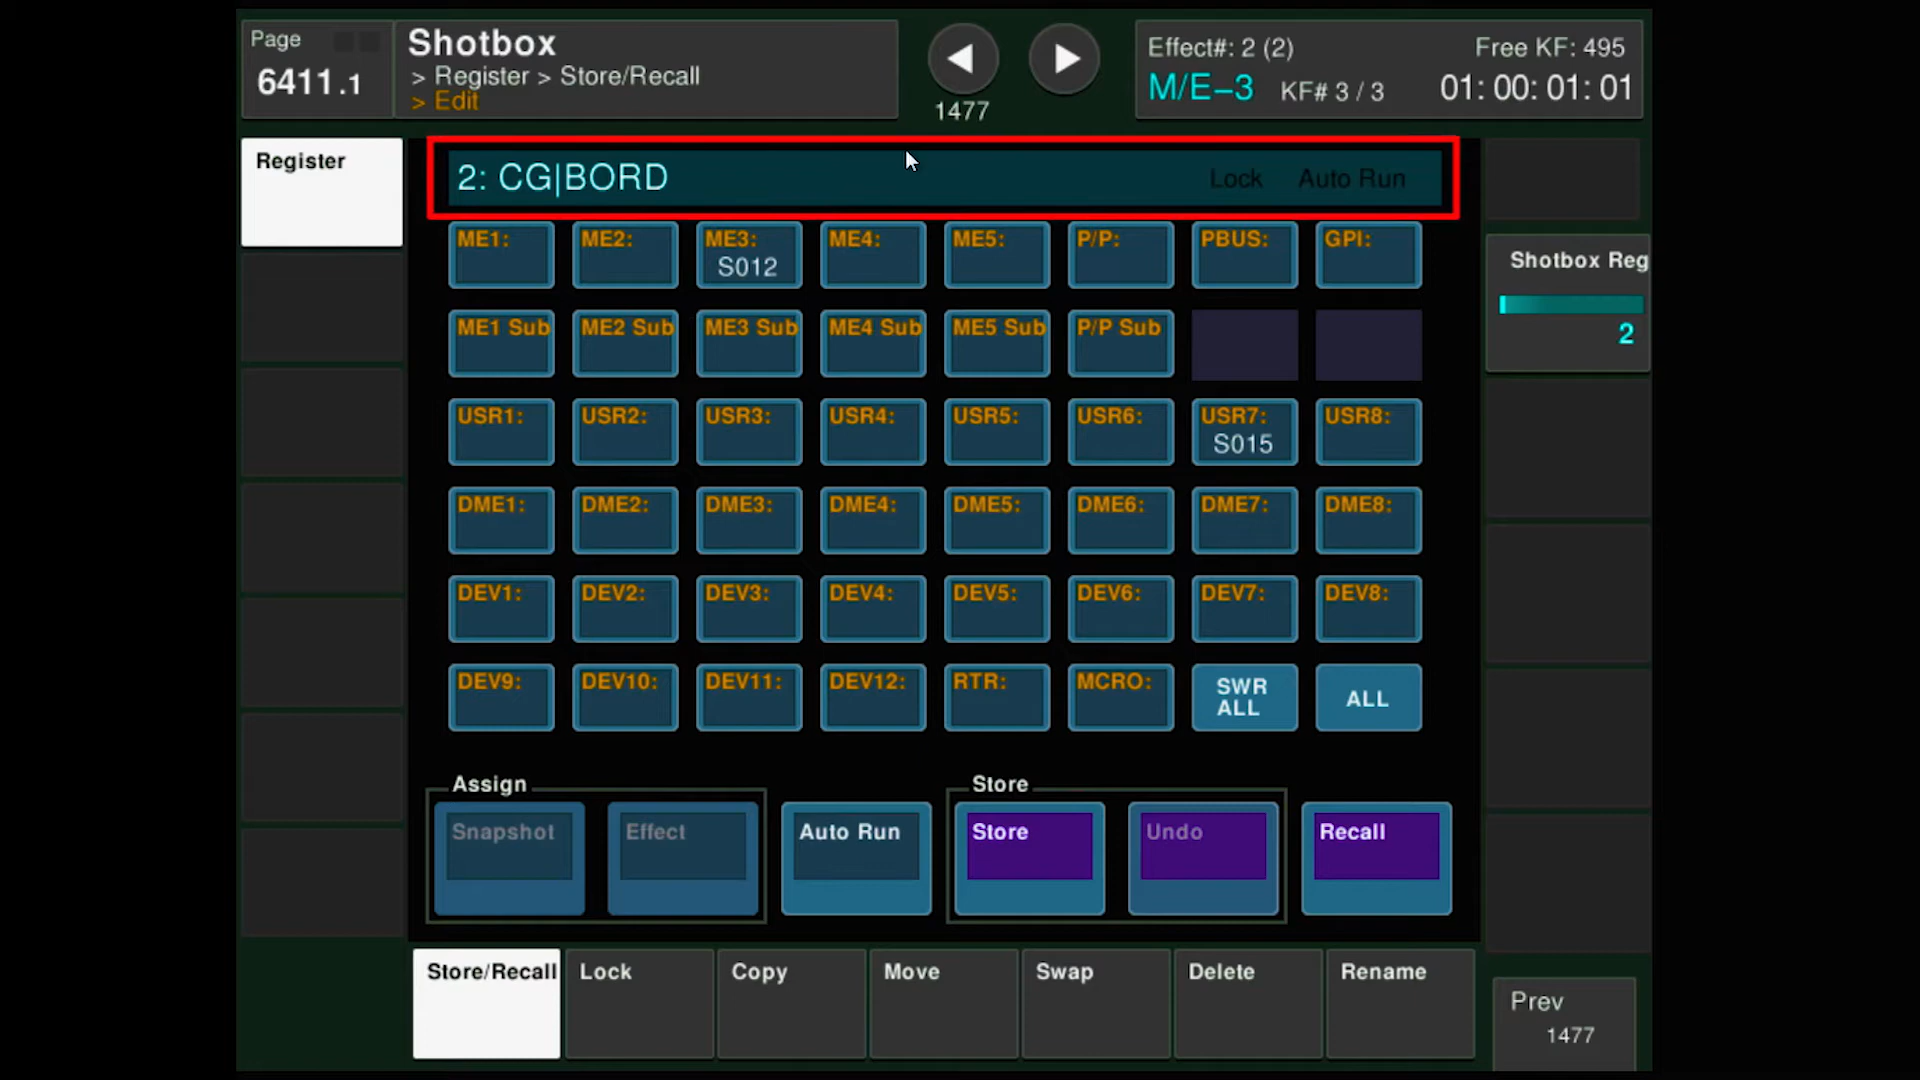 Page
6411.1
Shotbox
> Register > Store/Recall
> Edit
1477
Effect#: 2 (2)
Free KF: 495
M/E-3
KF# 3 / 3
01: 00: 01: 01
Register
2: CG|BORD
Lock
Auto Run
ME1:
ME2:
ME3:
S012
ME4:
ME5:
P/P:
PBUS:
GPI:
ME1 Sub
ME2 Sub
ME3 Sub
ME4 Sub
ME5 Sub
P/P Sub
USR1:
USR2:
USR3:
USR4:
USR5:
USR6:
USR7:
S015
USR8:
DME1:
DME2:
DME3:
DME4:
DME5:
DME6:
DME7:
DME8:
DEV1:
DEV2:
DEV3:
DEV4:
DEV5:
DEV6:
DEV7:
DEV8:
DEV9:
DEV10:
DEV11:
DEV12:
RTR:
MCRO:
SWR
ALL
ALL
Shotbox Reg
2
Assign
Snapshot
Effect
Auto Run
Store
Store
Undo
Recall
Store/Recall
Lock
Copy
Move
Swap
Delete
Rename
Prev
1477